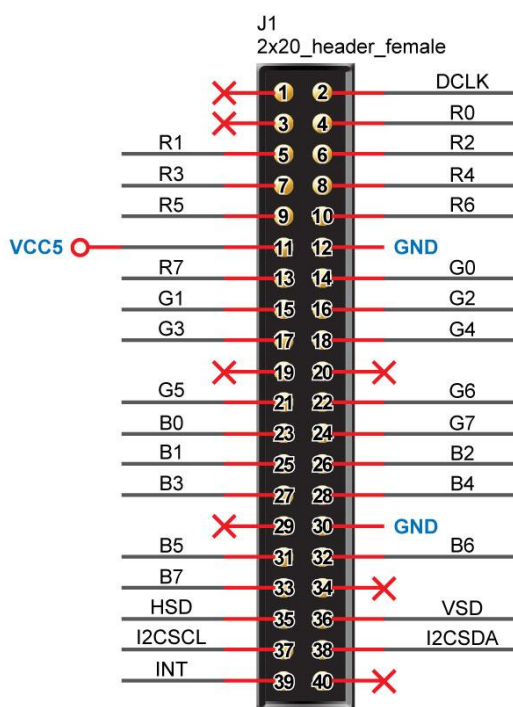 J1
2x20_header_female
1 2 DCLK
3 4 R0
R1 5 6 R2
R3 7 8 R4
R5 9 10 R6
VCC5 11 12 GND
R7 13 14 G0
G1 15 16 G2
G3 17 18 G4
19 20
G5 21 22 G6
B0 23 24 G7
B1 25 26 B2
B3 27 28 B4
29 30 GND
B5 31 32 B6
B7 33 34
HSD 35 36 VSD
I2CSCL 37 38 I2CSDA
INT 39 40